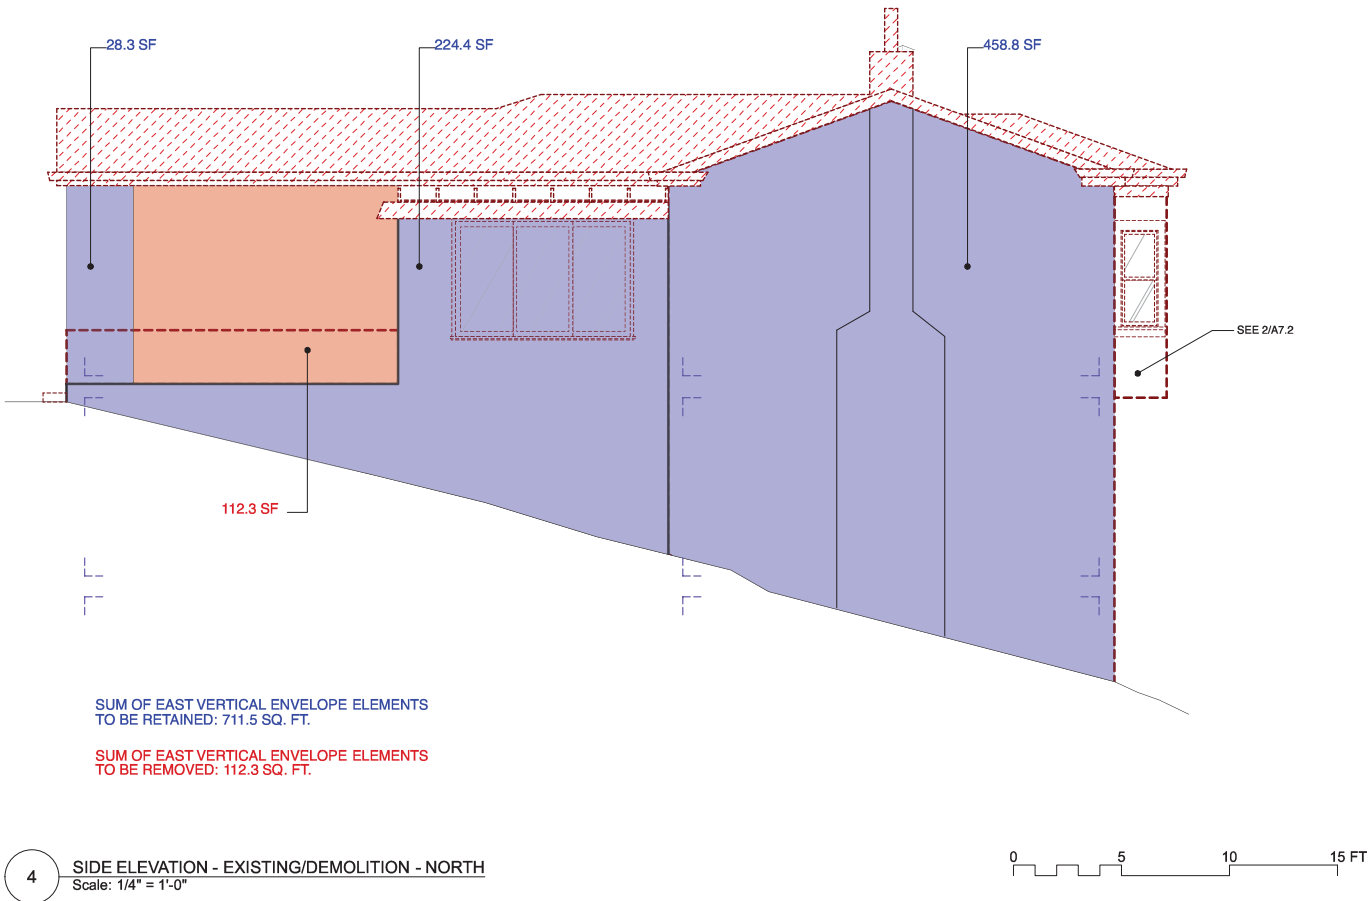 28.3 SF
224.4 SF
458.8 SF
SEE 2/A7.2
112.3 SF
SUM OF EAST VERTICAL ENVELOPE ELEMENTS
TO BE RETAINED: 711.5 SQ. FT.
SUM OF EAST VERTICAL ENVELOPE ELEMENTS
TO BE REMOVED: 112.3 SQ. FT.
4
SIDE ELEVATION - EXISTING/DEMOLITION - NORTH
Scale: 1/4" = 1'-0"
0 5 10 15 FT